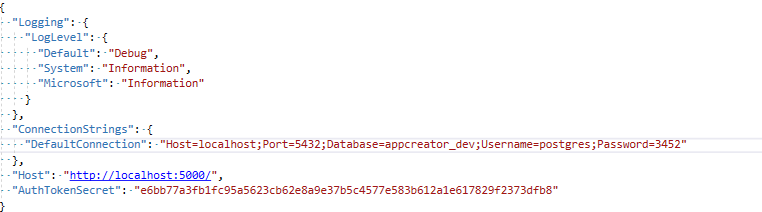 {
"Logging": {
"LogLevel": {
"Default": "Debug",
"System": "Information",
"Microsoft": "Information"
}
},
"ConnectionStrings": {
"DefaultConnection": "Host=localhost;Port=5432;Database=appcreator_dev;Username=postgres;Password=3452"
},
"Host": "http://localhost:5000/",
"AuthTokenSecret": "e6bb77a3fb1fc95a5623cb62e8a9e37b5c4577e583b612a1e617829f2373dfb8"
}